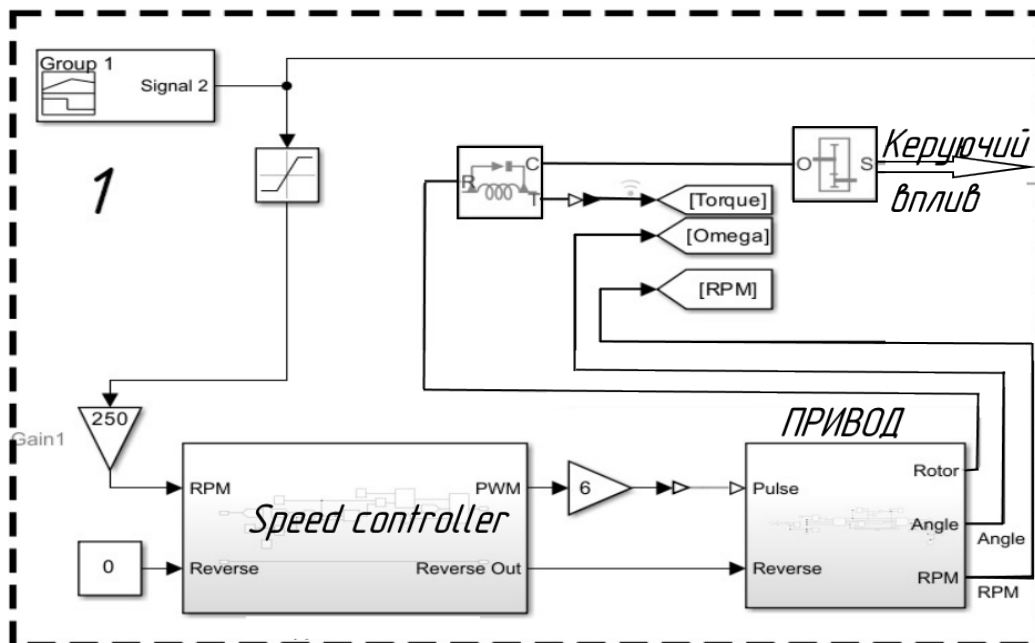 Group 1
Signal 2
1
R
C
T
[Torque]
[Omega]
[RPM]
O
S
Керуючий
вплив
250
Gain1
RPM
PWM
Speed controller
Reverse
Reverse Out
0
6
ПРИВОД
Pulse
Reverse
Rotor
Angle
Angle
RPM
RPM